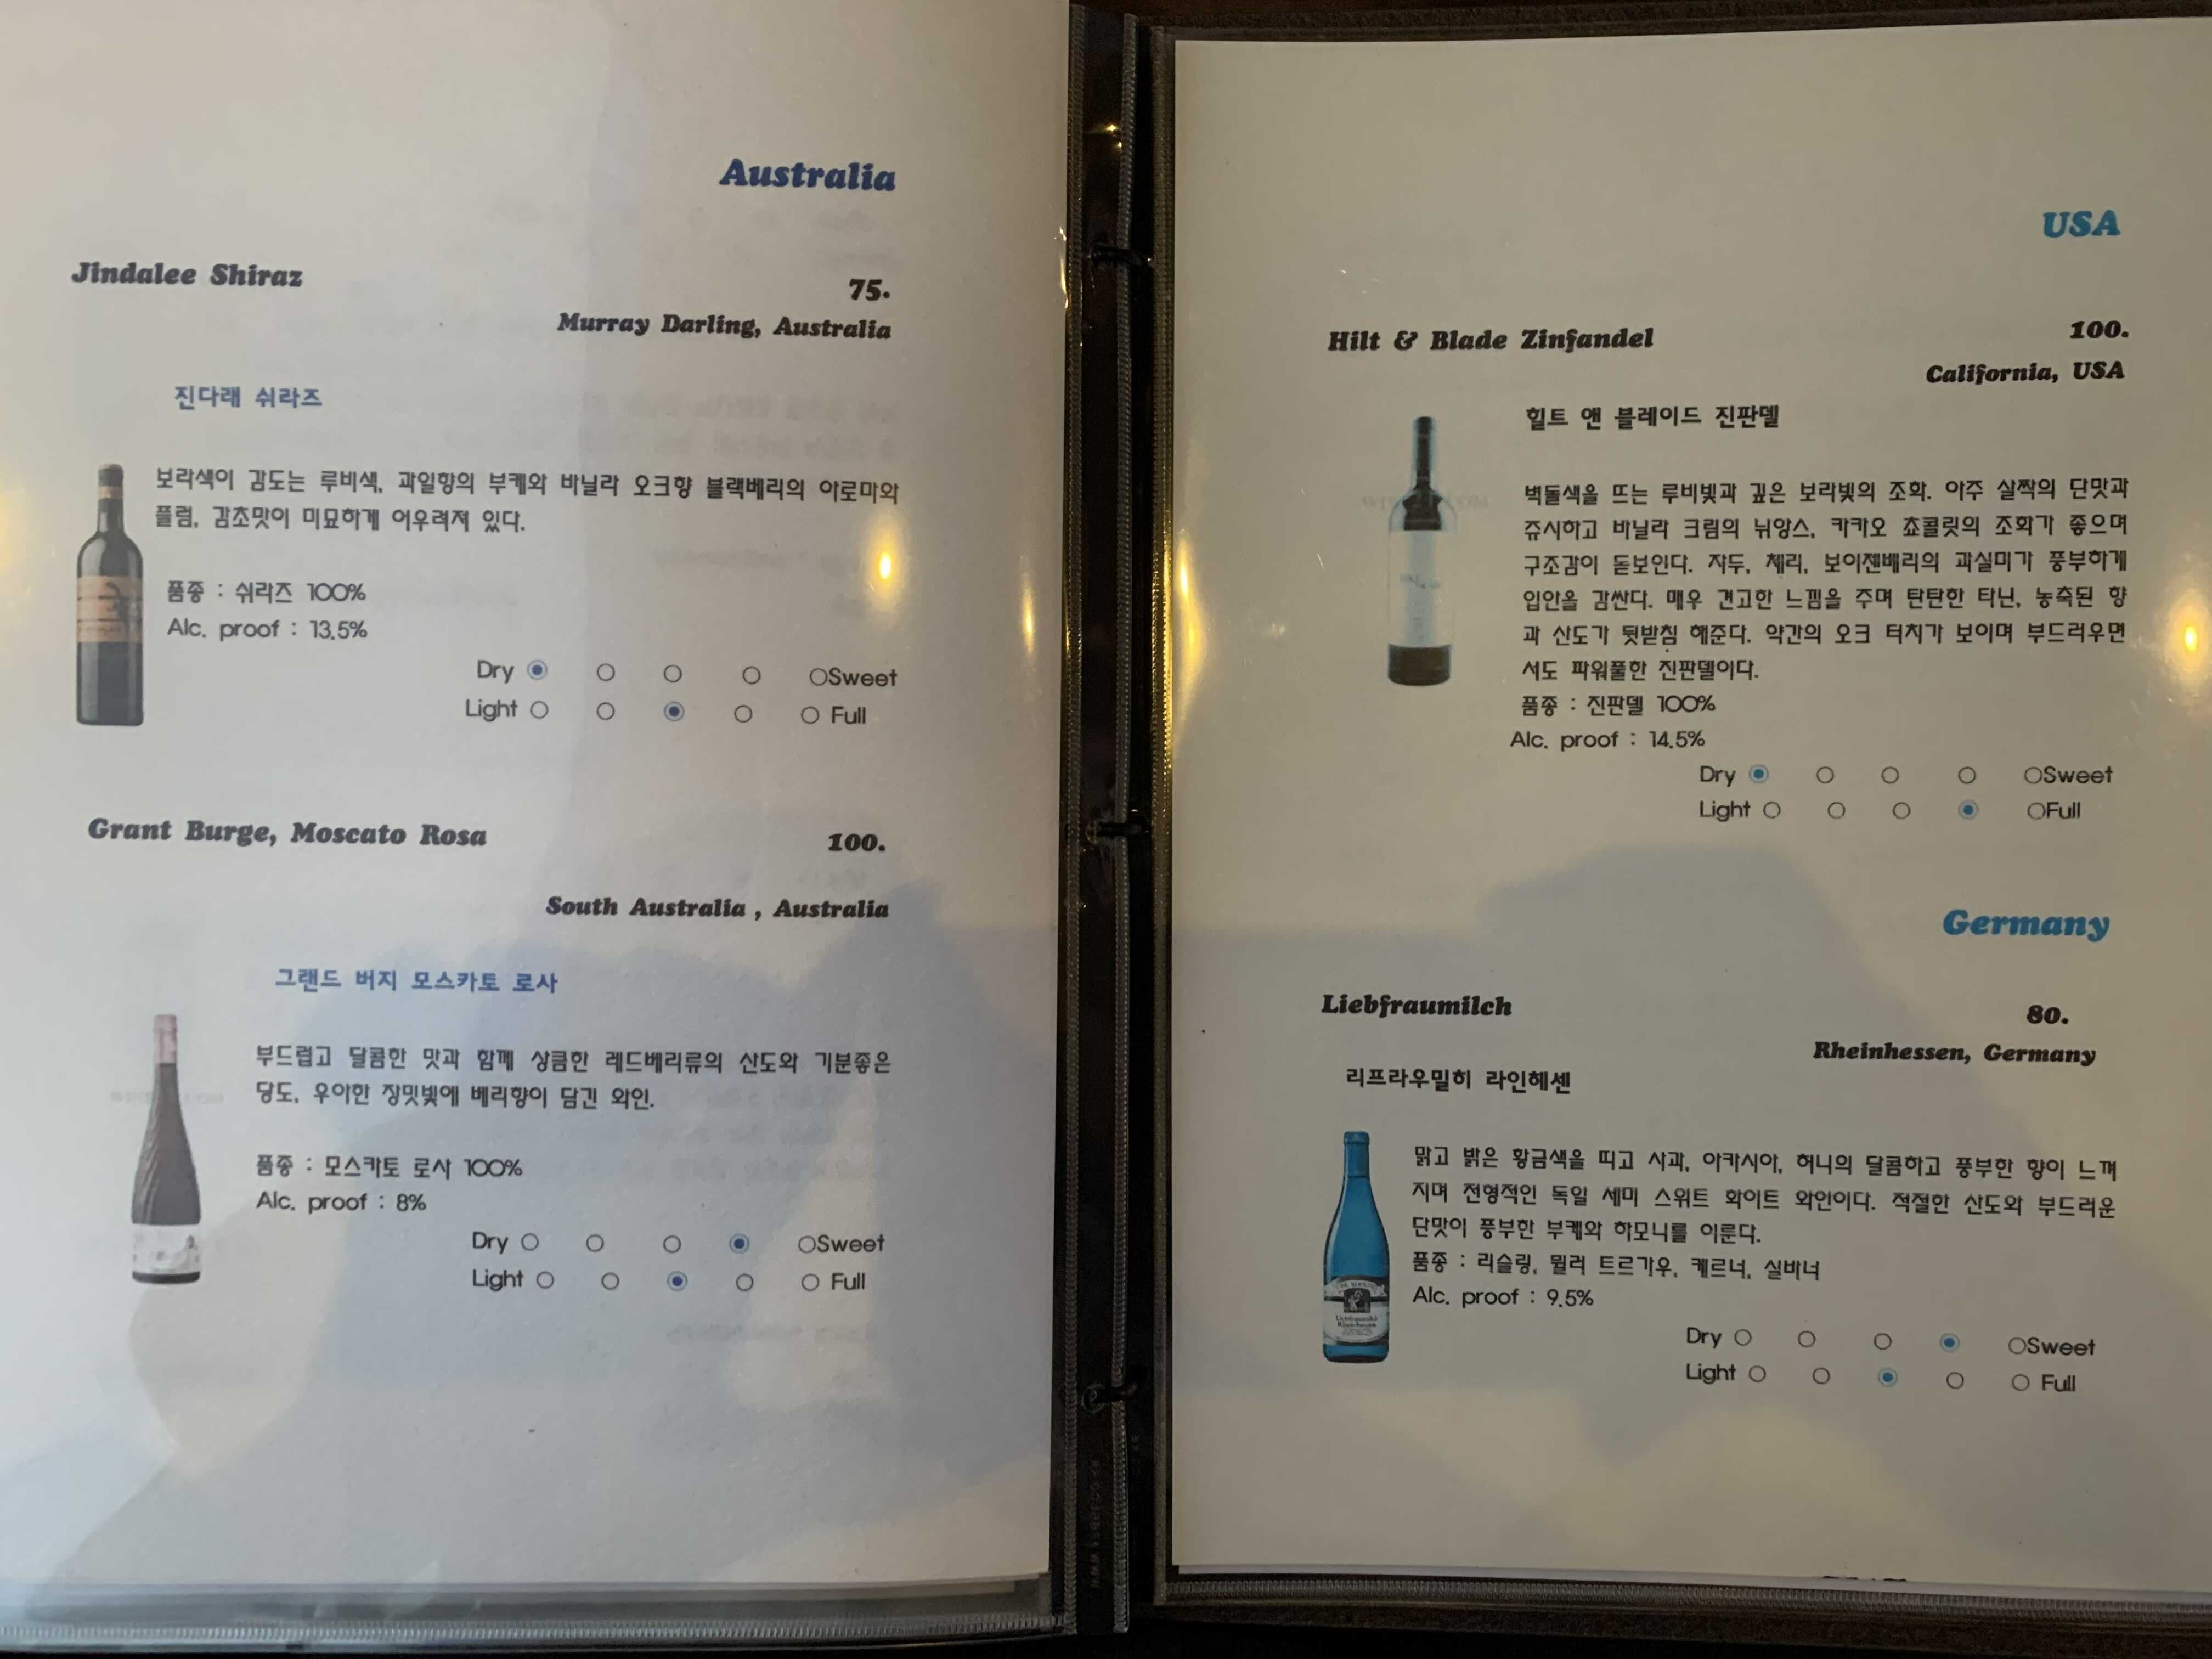 Australia
Jindalee Shiraz
75.
Murray Darling, Australia
진다래 쉬라즈
보라색이 감도는 루비색, 과일향의 부케와 바닐라 오크향 블랙베리의 아로마와
플럼, 감초맛이 미묘하게 어우려져 있다.
품종 : 쉬라즈 100%
Alc. proof : 13.5%
Dry Sweet
Light Full
Grant Burge, Moscato Rosa
100.
South Australia , Australia
그랜드 버지 모스카토 로사
부드럽고 달콤한 맛과 함께 상큼한 레드베리류의 산도와 기분좋은
당도, 우아한 장밋빛에 베리향이 담긴 와인.
품종 : 모스카토 로사 100%
Alc. proof : 8%
Dry Sweet
Light Full
USA
Hilt & Blade Zinfandel
100.
California, USA
힐트 앤 블레이드 진판델
벽돌색을 뜨는 루비빛과 깊은 보라빛의 조화. 아주 살짝의 단맛과
쥬시하고 바닐라 크림의 뉘앙스, 카카오 쵸콜릿의 조화가 좋으며
구조감이 돋보인다. 자두, 체리, 보이젠베리의 과실미가 풍부하게
입안을 감싼다. 매우 견고한 느낌을 주며 탄탄한 타닌, 농축된 향
과 산도가 뒷받침 해준다. 약간의 오크 터치가 보이며 부드러우면
서도 파워풀한 진판델이다.
품종 : 진판델 100%
Alc. proof : 14.5%
Dry Sweet
Light Full
Germany
Liebfraumilch
80.
Rheinhessen, Germany
리프라우밀히 라인헤센
맑고 밝은 황금색을 띠고 사과, 아카시아, 허니의 달콤하고 풍부한 향이 느껴
지며 전형적인 독일 세미 스위트 화이트 와인이다. 적절한 산도와 부드러운
단맛이 풍부한 부케와 하모니를 이룬다.
품종 : 리슬링, 뮐러 트르가우, 케르너, 실바너
Alc. proof : 9.5%
Dry Sweet
Light Full